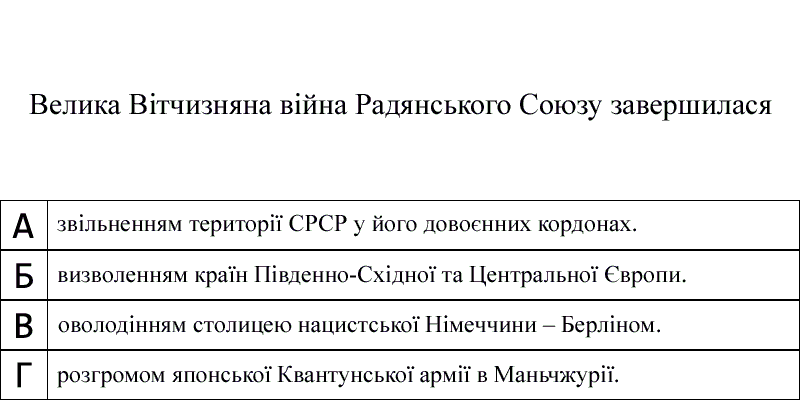 Велика Вітчизняна війна Радянського Союзу завершилася
А звільненням території СРСР у його довоєнних кордонах.
Б визволенням країн Південно-Східної та Центральної Європи.
В оволодінням столицею нацистської Німеччини – Берліном.
Г розгромом японської Квантунської армії в Маньчжурії.